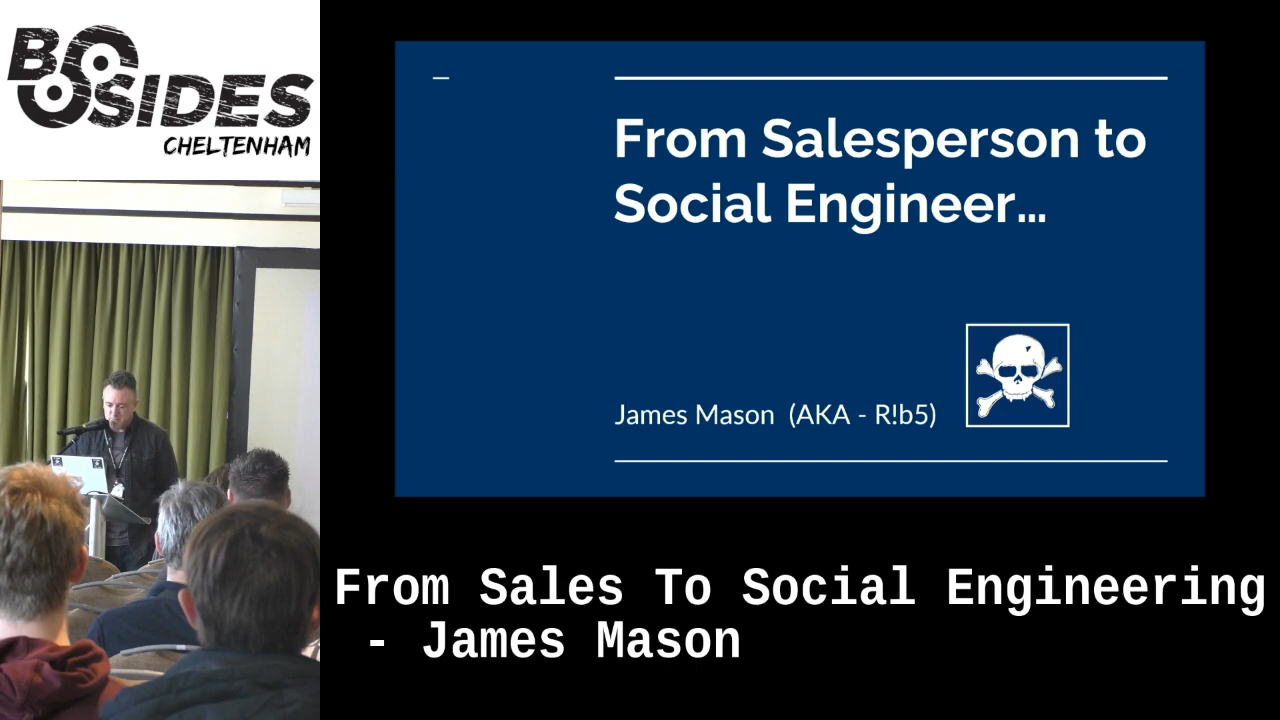 BSIDES
CHELTENHAM
From Salesperson to
Social Engineer…
James Mason (AKA - R!b5)
From Sales To Social Engineering
- James Mason